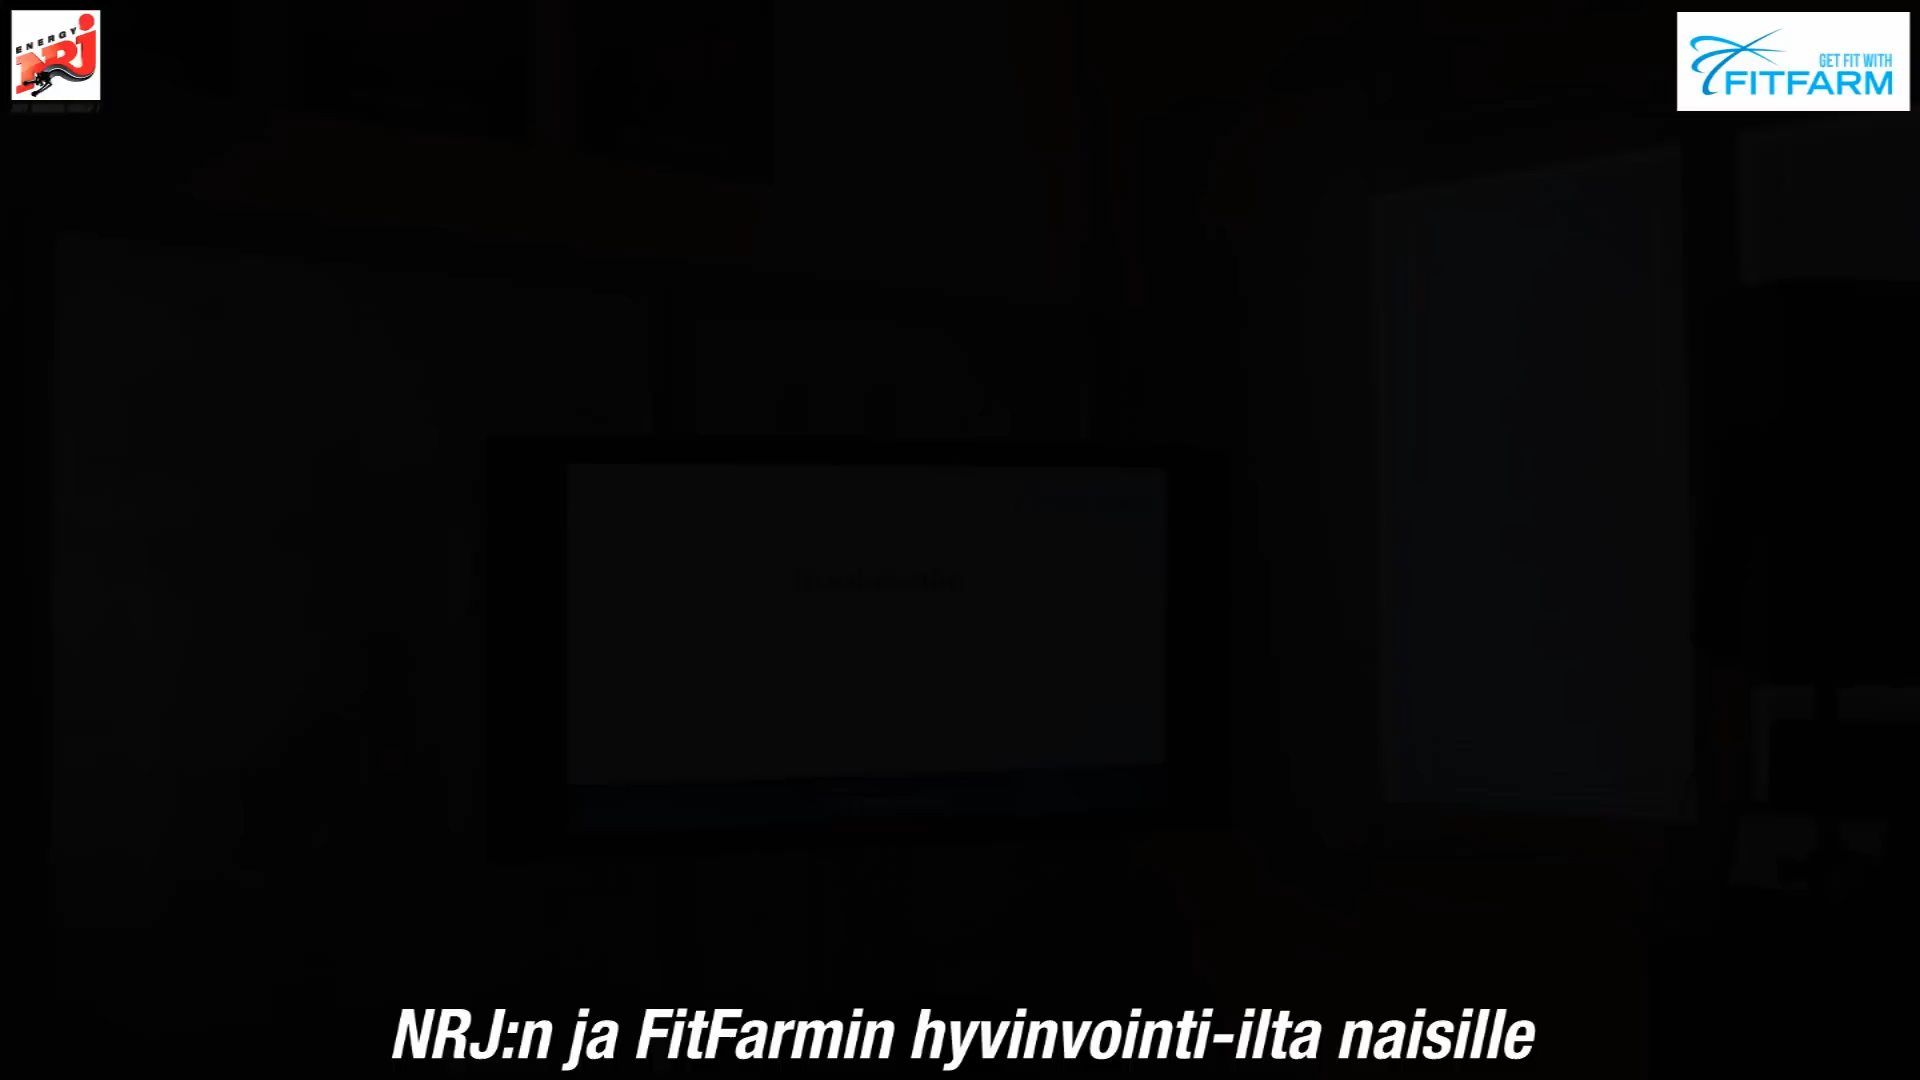 ENERGY
NRJ
GET FIT WITH
FITFARM
NRJ:n ja FitFarmin hyvinvointi-ilta naisille